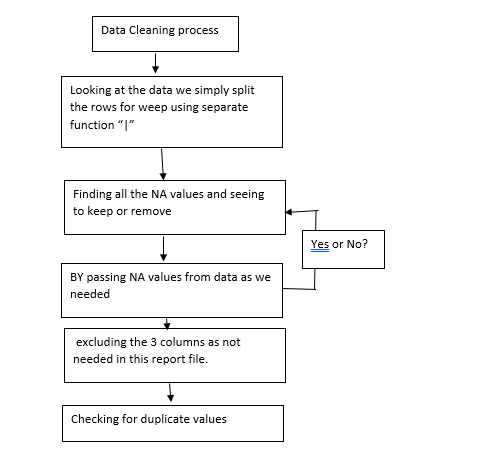 Data Cleaning process
Looking at the data we simply split
the rows for weep using separate
function “|”
Finding all the NA values and seeing
to keep or remove
Yes or No?
BY passing NA values from data as we
needed
excluding the 3 columns as not
needed in this report file.
Checking for duplicate values